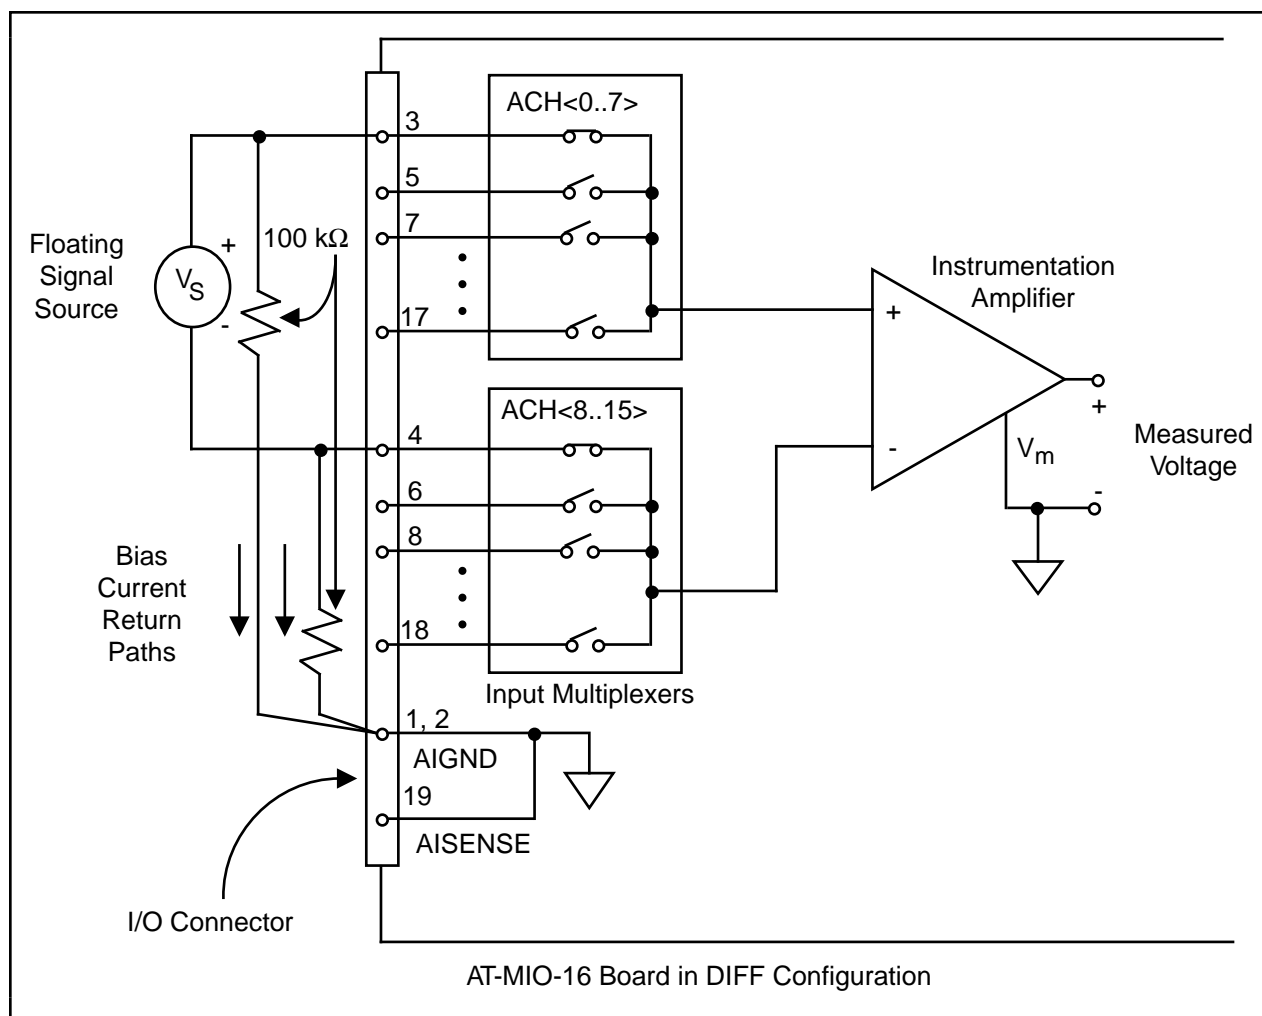 ACH<0..7>
3
5
7
17
100 kΩ
Floating
Signal
Source
+
VS
-
Instrumentation
Amplifier
+
-
Vm
+
-
Measured
Voltage
ACH<8..15>
4
6
8
18
Bias
Current
Return
Paths
Input Multiplexers
1, 2
AIGND
19
AISENSE
I/O Connector
AT-MIO-16 Board in DIFF Configuration